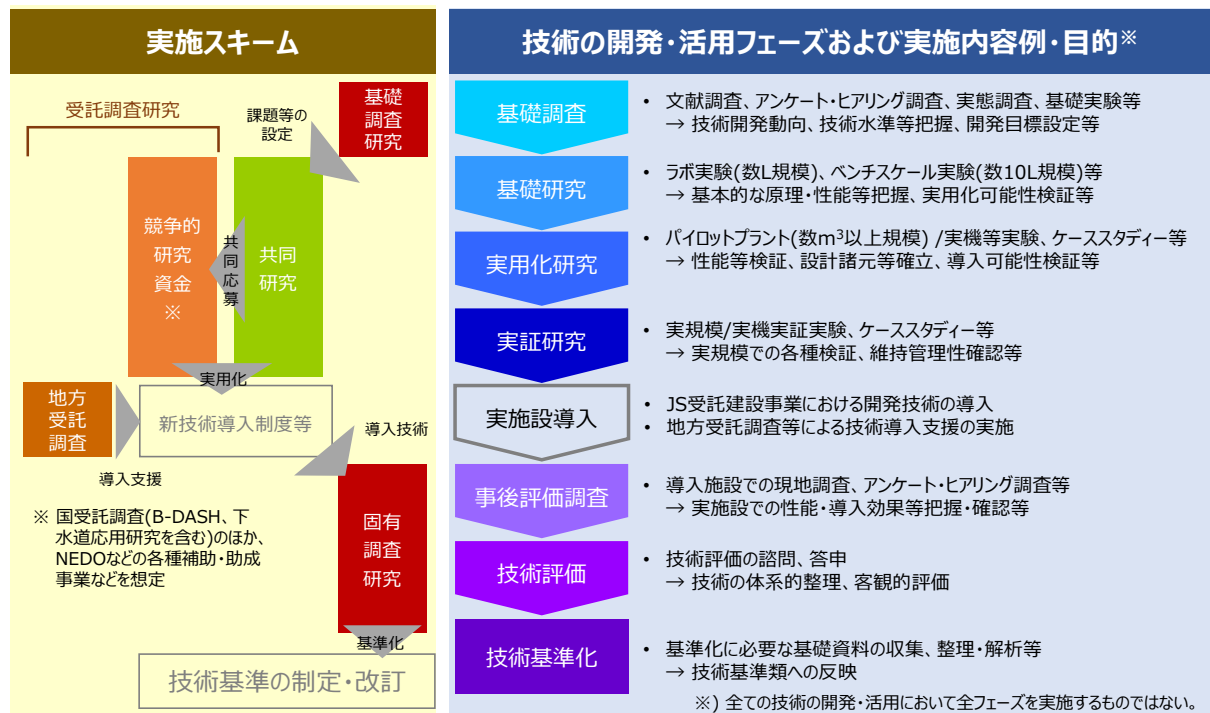 実施スキーム
受託調査研究
課題等の
設定
基礎
調査
研究
競争的
研究
資金
※
共
同
応
募
共同
研究
実用化
地方
受託
調査
新技術導入制度等
導入技術
導入支援
※ 国受託調査(B-DASH、下
水道応用研究を含む)のほか、
NEDOなどの各種補助・助成
事業などを想定
固有
調査
研究
基準化
技術基準の制定・改訂
技術の開発・活用フェーズおよび実施内容例・目的※
基礎調査
• 文献調査、アンケート・ヒアリング調査、実態調査、基礎実験等
→ 技術開発動向、技術水準等把握、開発目標設定等
基礎研究
• ラボ実験(数L規模)、ベンチスケール実験(数10L規模)等
→ 基本的な原理・性能等把握、実用化可能性検証等
実用化研究
• パイロットプラント(数m³以上規模) /実機等実験、ケーススタディー等
→ 性能等検証、設計諸元等確立、導入可能性検証等
実証研究
• 実規模/実機実証実験、ケーススタディー等
→ 実規模での各種検証、維持管理性確認等
実施設導入
• JS受託建設事業における開発技術の導入
• 地方受託調査等による技術導入支援の実施
事後評価調査
• 導入施設での現地調査、アンケート・ヒアリング調査等
→ 実施設での性能・導入効果等把握・確認等
技術評価
• 技術評価の諮問、答申
→ 技術の体系的整理、客観的評価
技術基準化
• 基準化に必要な基礎資料の収集、整理・解析等
→ 技術基準類への反映
※) 全ての技術の開発・活用において全フェーズを実施するものではない。